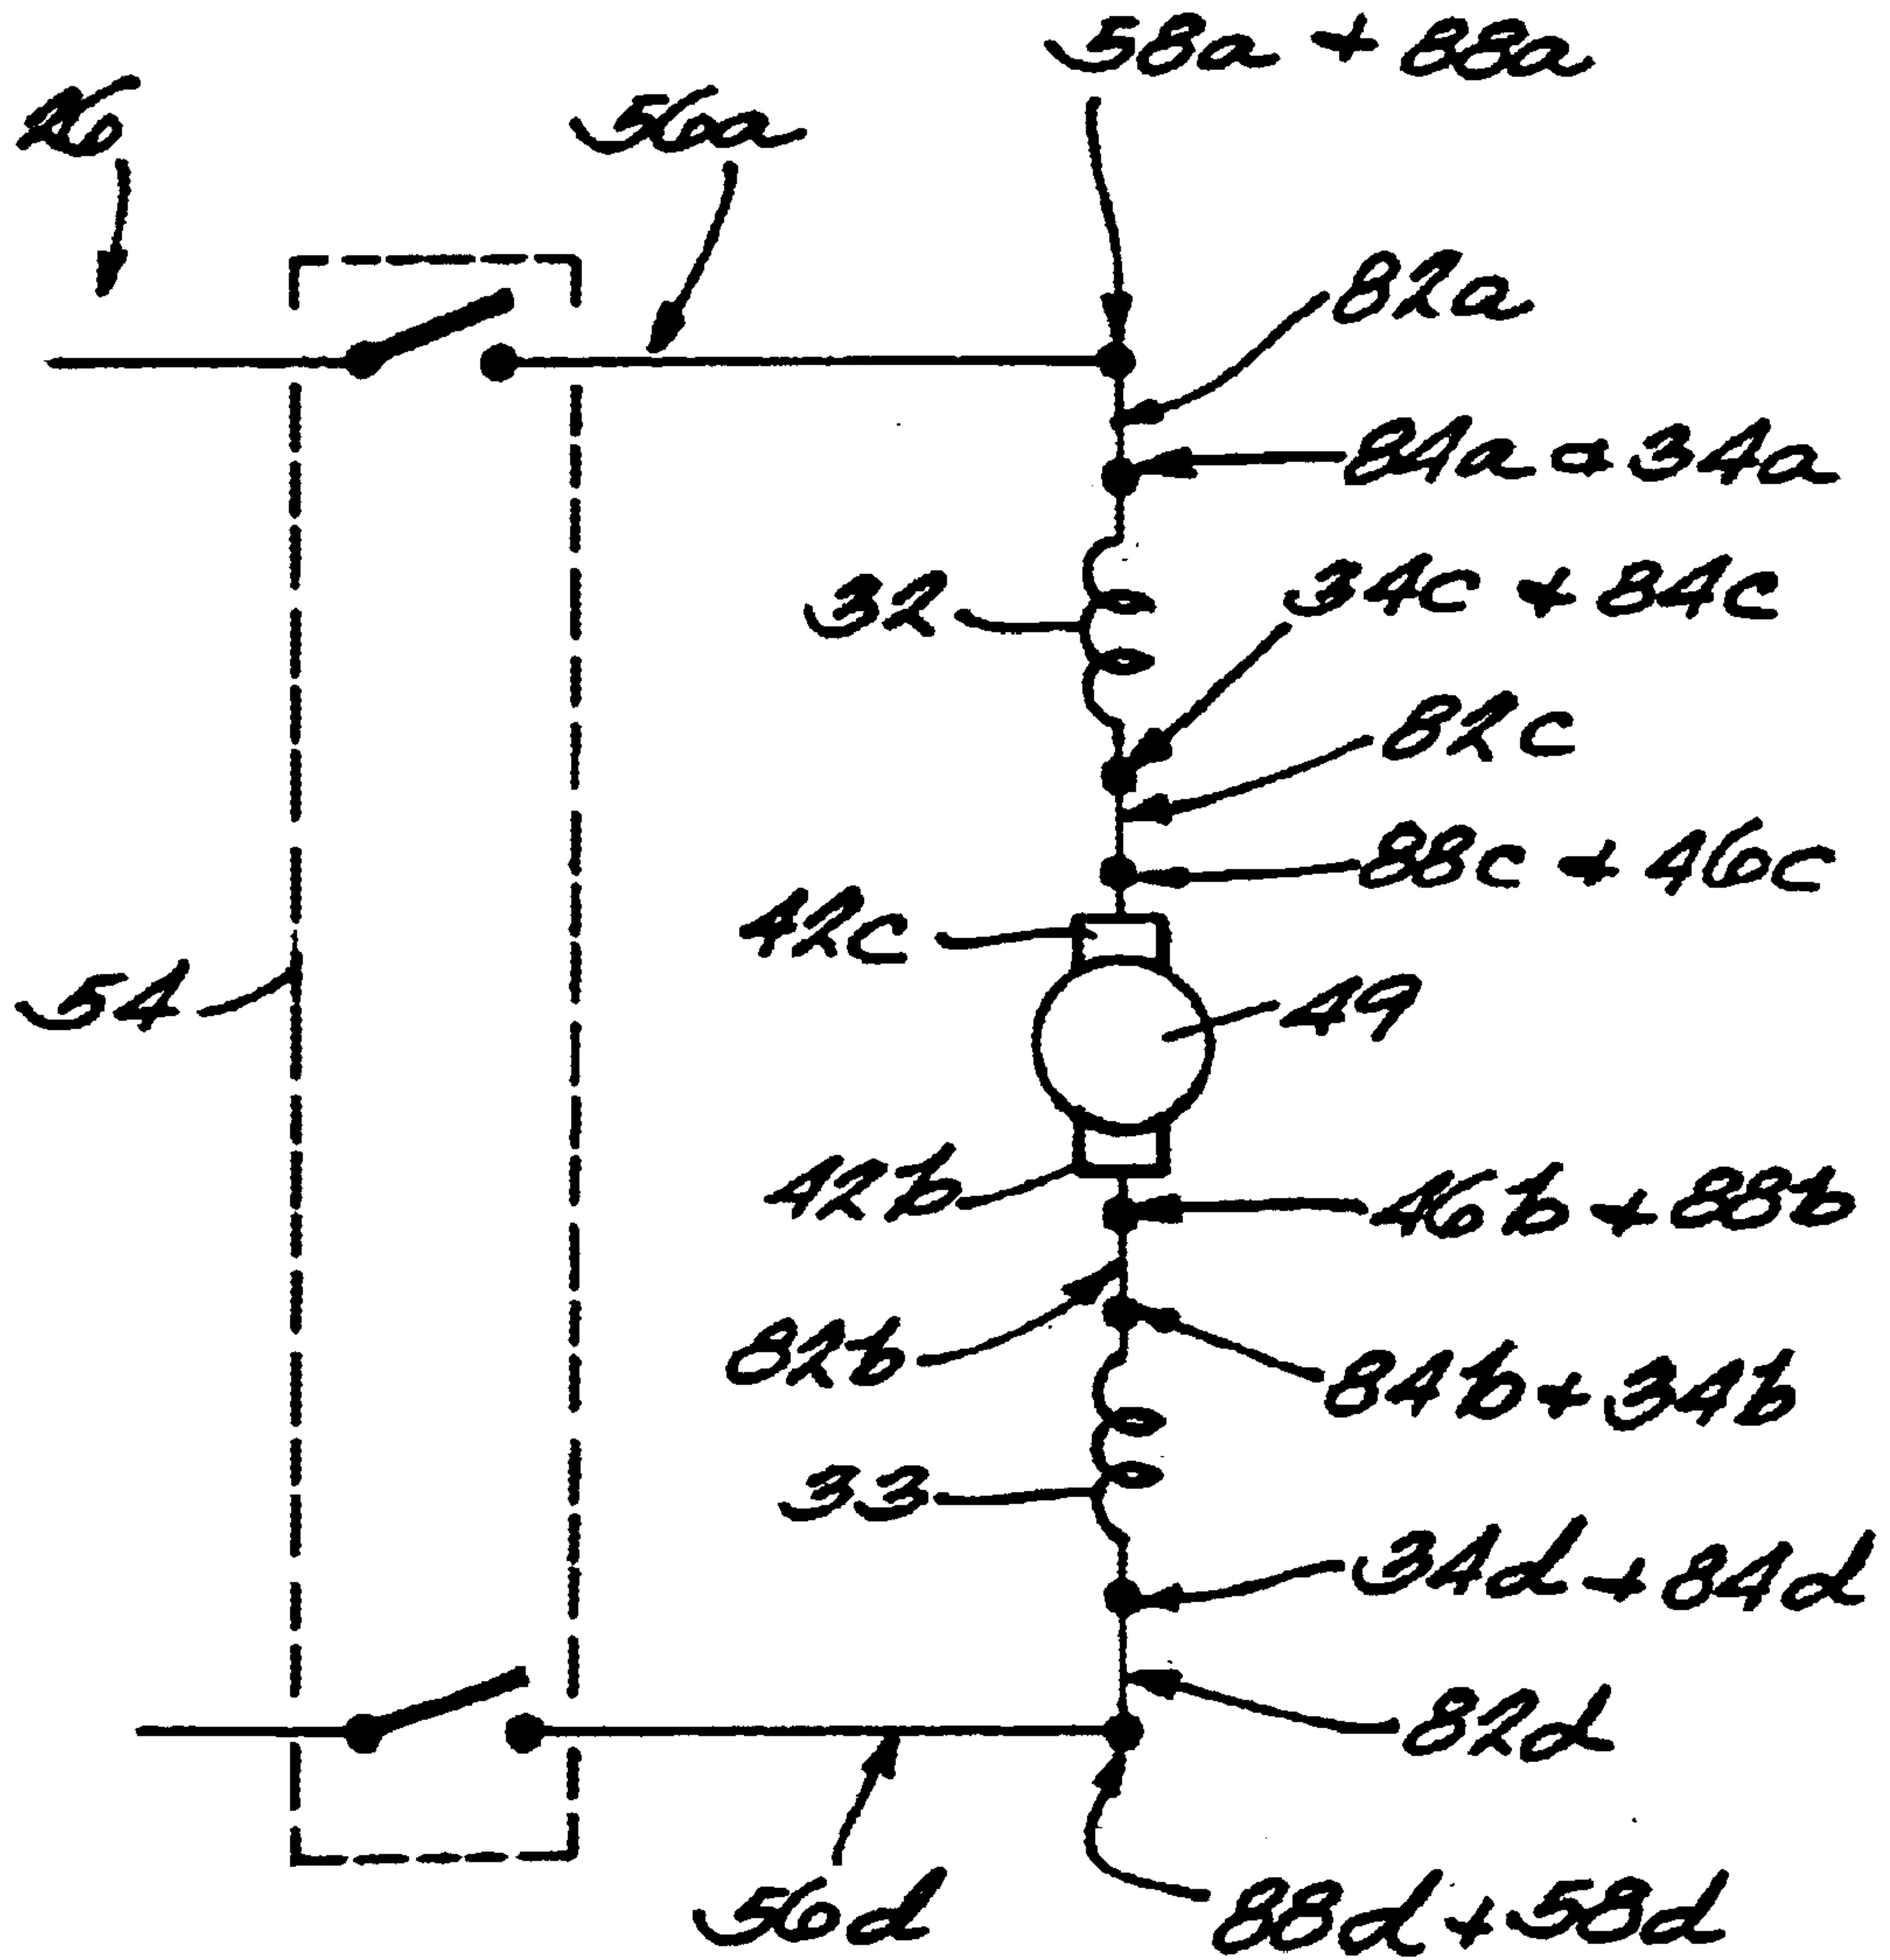 58a + 88a
56a
82a
84a & 34a
32
34c + 84c
82c
88c + 46c
42c
54
49
42b
46b + 88b
82b
84b + 34b
33
34d + 84d
82d
56d
88d + 58d